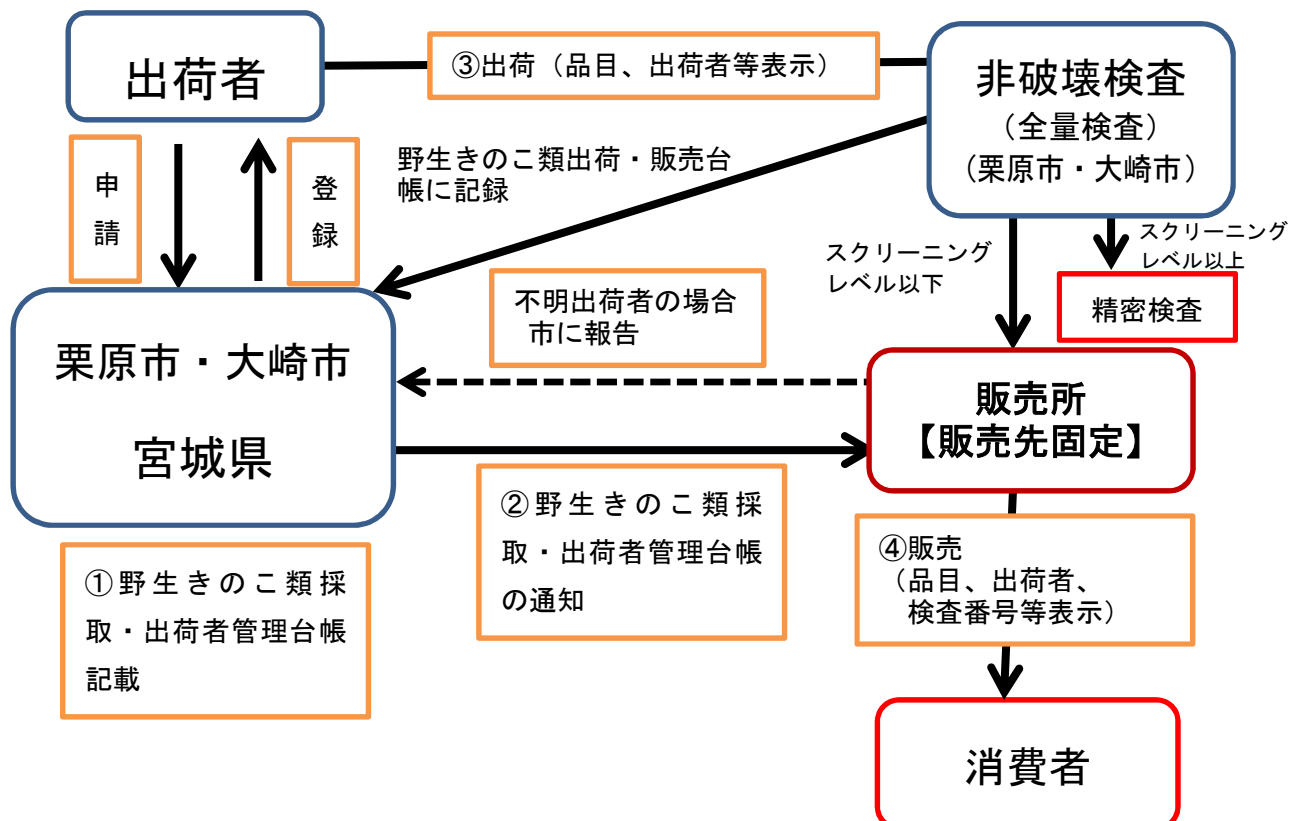 出荷者
③出荷（品目、出荷者等表示）
非破壊検査
（全量検査）
（栗原市・大崎市）
申
請
登
録
野生きのこ類出荷・販売台
帳に記録
スクリーニング
レベル以下
スクリーニング
レベル以上
精密検査
不明出荷者の場合
市に報告
栗原市・大崎市
宮城県
販売所
【販売先固定】
①野生きのこ類採
取・出荷者管理台帳
記載
②野生きのこ類採
取・出荷者管理台帳
の通知
④販売
（品目、出荷者、
検査番号等表示）
消費者